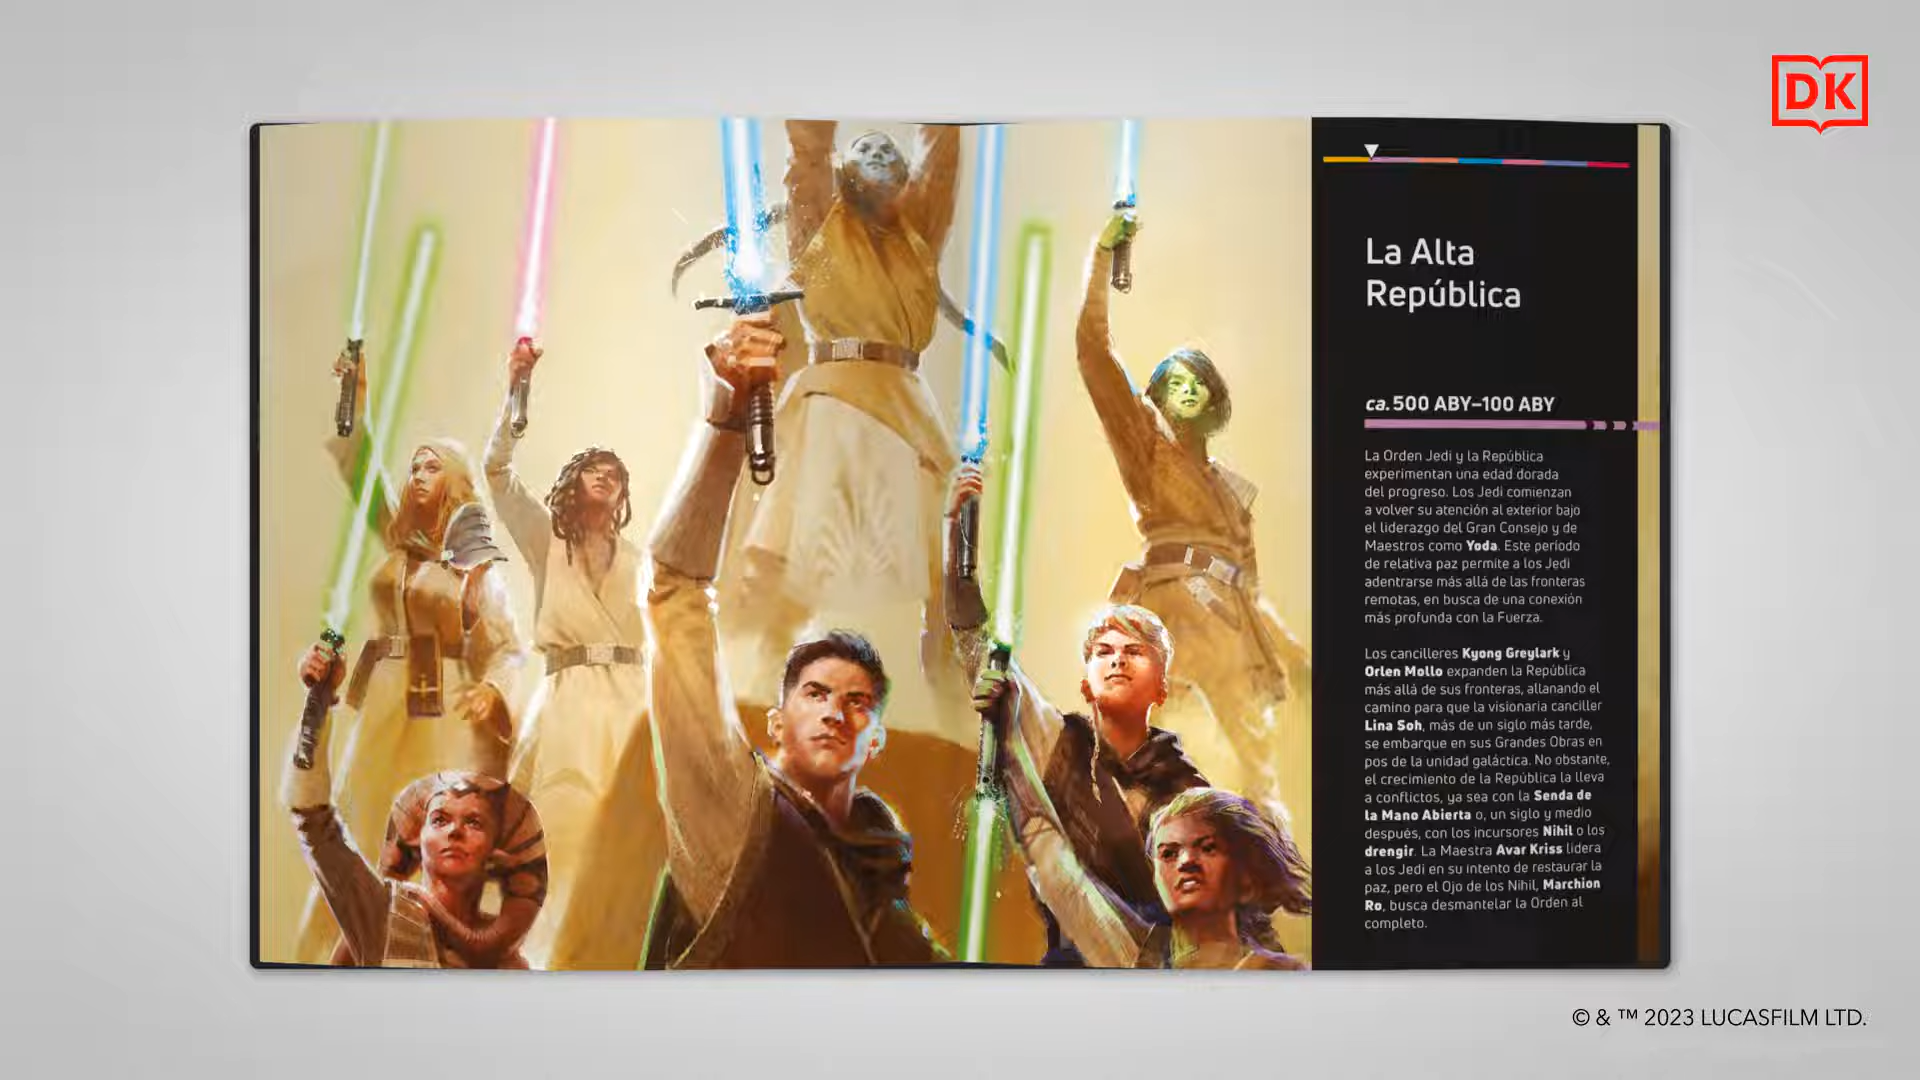 DK
La Alta
República
ca. 500 ABY–100 ABY
La Orden Jedi y la República
experimentan una edad dorada
del progreso. Los Jedi comienzan
a volver su atención al exterior bajo
el liderazgo del Gran Consejo y de
Maestros como Yoda. Este período
de relativa paz permite a los Jedi
adentrarse más allá de las fronteras
remotas, en busca de una conexión
más profunda con la Fuerza.
Los cancilleres Kyong Greylark y
Orlen Mollo expanden la República
más allá de sus fronteras, allanando el
camino para que la visionaria canciller
Lina Soh, más de un siglo más tarde,
se embarque en sus Grandes Obras en
pos de la unidad galáctica. No obstante,
el crecimiento de la República la lleva
a conflictos, ya sea con la Senda de
la Mano Abierta o, un siglo y medio
después, con los incursores Nihil o los
drengir. La Maestra Avar Kriss lidera
a los Jedi en su intento de restaurar la
paz, pero el Ojo de los Nihil, Marchion
Ro, busca desmantelar la Orden al
completo.
© & ™ 2023 LUCASFILM LTD.